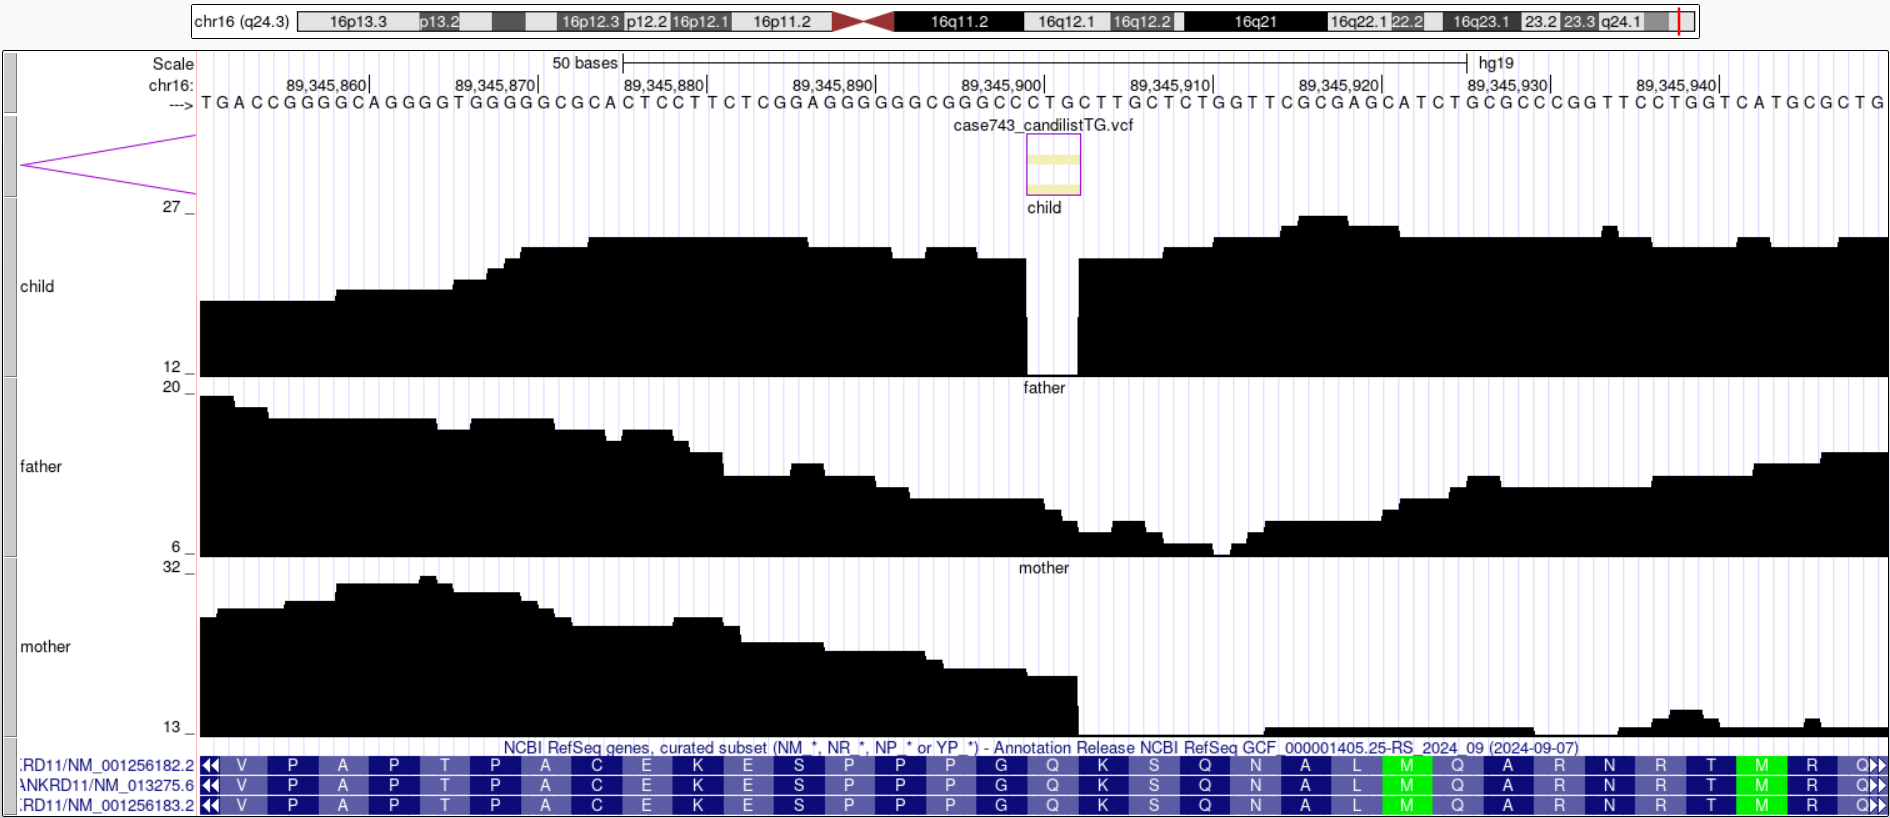 chr16 (q24.3) 16p13.3 p13.2 16p12.3 p12.2 16p12.1 16p11.2 16q11.2 16q12.1 16q12.2 16q21 16q22.1 22.2 16q23.1 23.2 23.3 q24.1
Scale 50 bases hg19
chr16: 89,345,860 89,345,870 89,345,880 89,345,890 89,345,900 89,345,910 89,345,920 89,345,930 89,345,940
---> T G A C C G G G G C A G G G G T G G G G G C G C A C T C C T T C T C G G A G G G G G G C G G G C C C T G C T T G C T C T G G T T C G C G A G C A T C T G C G C C C G G T T C C T G G T C A T G C G C T G
case743_candilistTG.vcf
27 _
child
child
12 _
20 _
father
father
6 _
32 _
mother
mother
13 _
NCBI RefSeq genes, curated subset (NM_*, NR_*, NP_* or YP_*) - Annotation Release NCBI RefSeq GCF_000001405.25-RS_2024_09 (2024-09-07)
RD11/NM_001256182.2 V P A P T P A C E K E S P P P G Q K S Q N A L M Q A R N R T M R Q
ANKRD11/NM_013275.6 V P A P T P A C E K E S P P P G Q K S Q N A L M Q A R N R T M R Q
RD11/NM_001256183.2 V P A P T P A C E K E S P P P G Q K S Q N A L M Q A R N R T M R Q